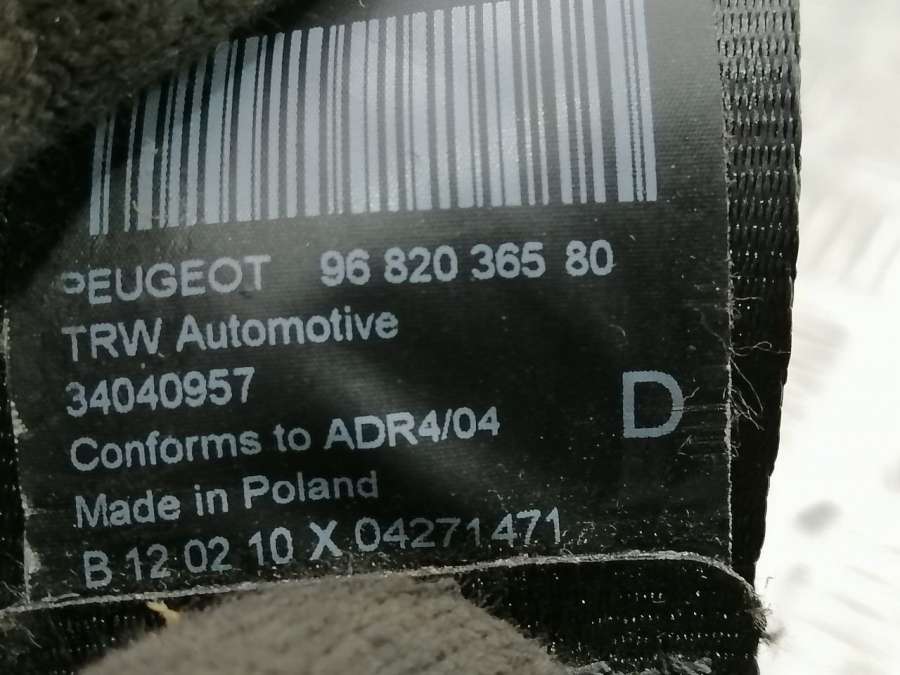 PEUGEOT 96 820 365 80
TRW Automotive
34040957
D
Conforms to ADR4/04
Made in Poland
B 12 02 10 X 04271471